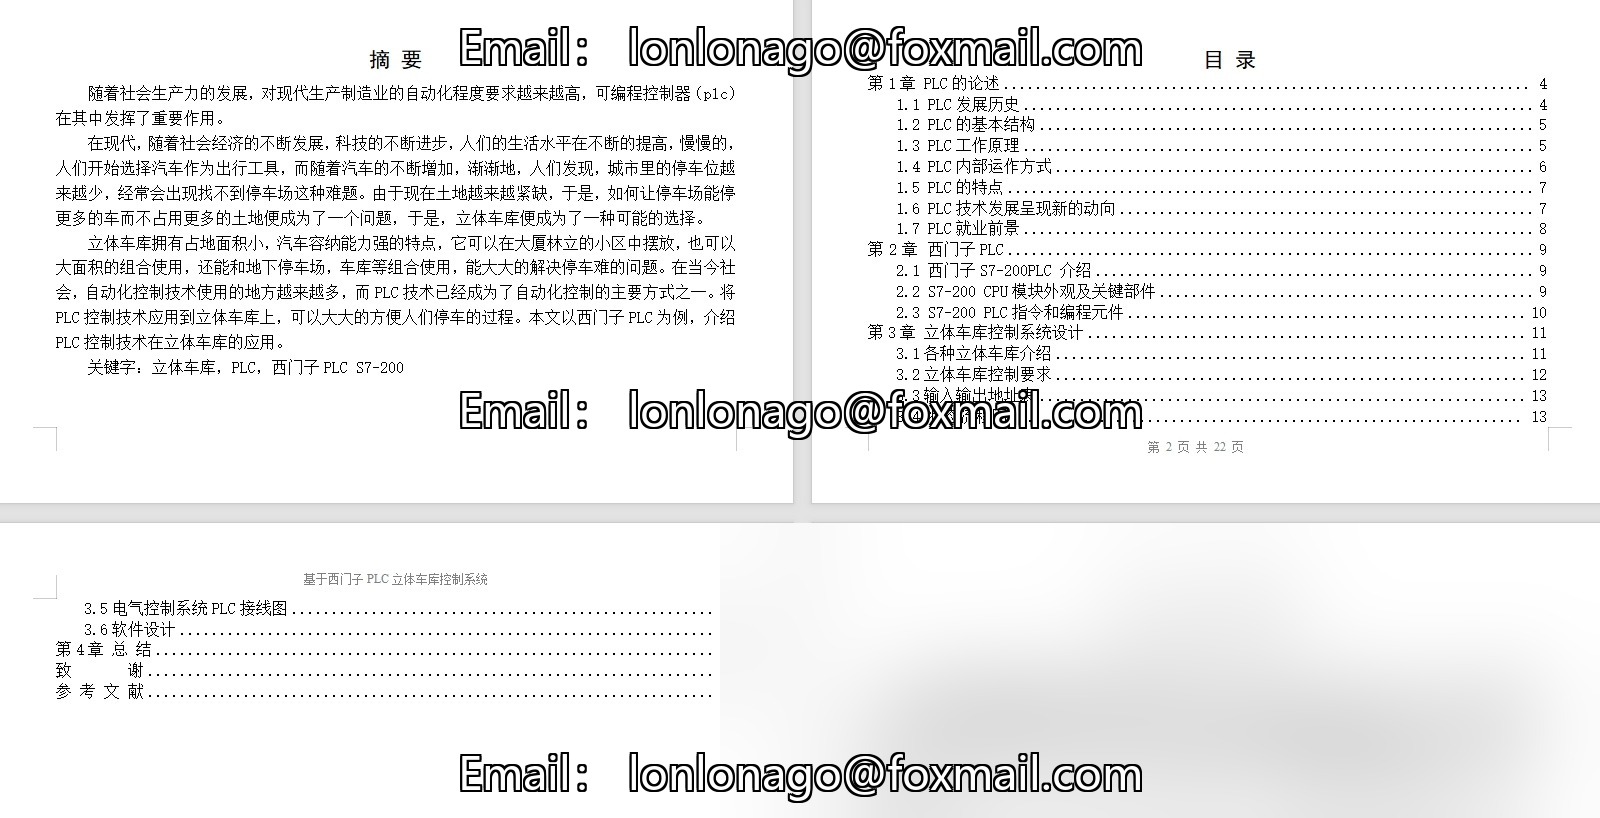 Email： lonlonago@foxmail.com
摘 要
随着社会生产力的发展，对现代生产制造业的自动化程度要求越来越高，可编程控制器（plc）
在其中发挥了重要作用。
在现代，随着社会经济的不断发展，科技的不断进步，人们的生活水平在不断的提高，慢慢的，
人们开始选择汽车作为出行工具，而随着汽车的不断增加，渐渐地，人们发现，城市里的停车位越
来越少，经常会出现找不到停车场这种难题。由于现在土地越来越紧缺，于是，如何让停车场能停
更多的车而不占用更多的土地便成为了一个问题，于是，立体车库便成为了一种可能的选择。
立体车库拥有占地面积小，汽车容纳能力强的特点，它可以在大厦林立的小区中摆放，也可以
大面积的组合使用，还能和地下停车场，车库等组合使用，能大大的解决停车难的问题。在当今社
会，自动化控制技术使用的地方越来越多，而 PLC 技术已经成为了自动化控制的主要方式之一。将
PLC 控制技术应用到立体车库上，可以大大的方便人们停车的过程。本文以西门子 PLC 为例，介绍
PLC 控制技术在立体车库的应用。
关键字：立体车库，PLC，西门子 PLC S7-200
目 录
第 1 章 PLC 的论述 4
1.1 PLC 发展历史 4
1.2 PLC 的基本结构 5
1.3 PLC 工作原理 5
1.4 PLC 内部运作方式 6
1.5 PLC 的特点 7
1.6 PLC 技术发展呈现新的动向 7
1.7 PLC 就业前景 8
第 2 章 西门子 PLC 9
2.1 西门子 S7-200PLC 介绍 9
2.2 S7-200 CPU 模块外观及关键部件 9
2.3 S7-200 PLC 指令和编程元件 10
第 3 章 立体车库控制系统设计 11
3.1 各种立体车库介绍 11
3.2 立体车库控制要求 12
3.3 输入输出地址表 13
13
Email： lonlonago@foxmail.com
第 2 页 共 22 页
基于西门子 PLC 立体车库控制系统
3.5 电气控制系统 PLC 接线图
3.6 软件设计
第 4 章 总 结
致 谢
参 考 文 献
Email： lonlonago@foxmail.com